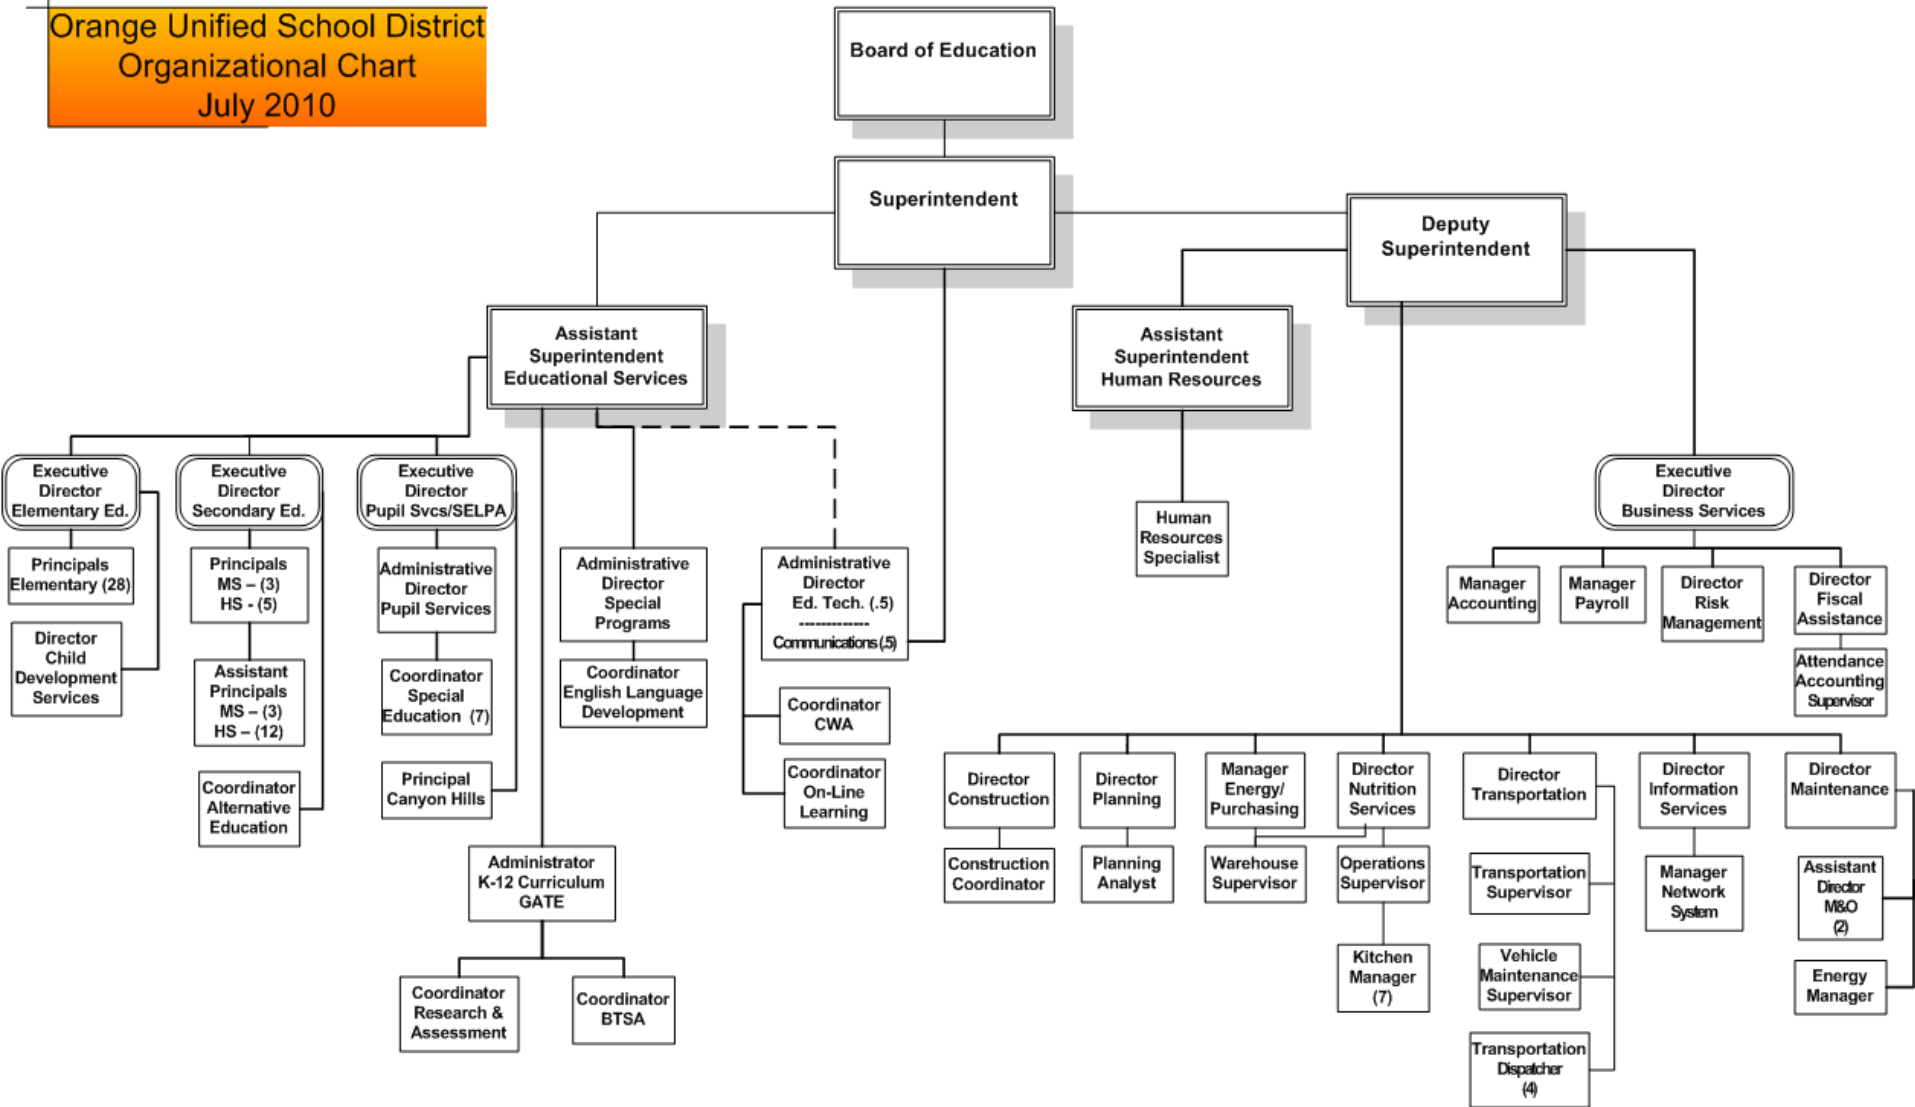 Orange Unified School District
Organizational Chart
July 2010
Board of Education
Superintendent
Deputy
Superintendent
Assistant
Superintendent
Educational Services
Assistant
Superintendent
Human Resources
Executive
Director
Elementary Ed.
Executive
Director
Secondary Ed.
Executive
Director
Pupil Svcs/SELPA
Executive
Director
Business Services
Principals
Elementary (28)
Director
Child
Development
Services
Principals
MS – (3)
HS - (5)
Assistant
Principals
MS – (3)
HS – (12)
Coordinator
Alternative
Education
Administrative
Director
Pupil Services
Coordinator
Special
Education (7)
Principal
Canyon Hills
Administrative
Director
Special
Programs
Coordinator
English Language
Development
Administrative
Director
Ed. Tech. (.5)
-------------
Communications (.5)
Coordinator
CWA
Coordinator
On-Line
Learning
Administrator
K-12 Curriculum
GATE
Coordinator
Research &
Assessment
Coordinator
BTSA
Human
Resources
Specialist
Manager
Accounting
Manager
Payroll
Director
Risk
Management
Director
Fiscal
Assistance
Attendance
Accounting
Supervisor
Director
Construction
Construction
Coordinator
Director
Planning
Planning
Analyst
Manager
Energy/
Purchasing
Warehouse
Supervisor
Director
Nutrition
Services
Operations
Supervisor
Kitchen
Manager
(7)
Director
Transportation
Transportation
Supervisor
Vehicle
Maintenance
Supervisor
Transportation
Dispatcher
(4)
Director
Information
Services
Manager
Network
System
Director
Maintenance
Assistant
Director
M&O
(2)
Energy
Manager